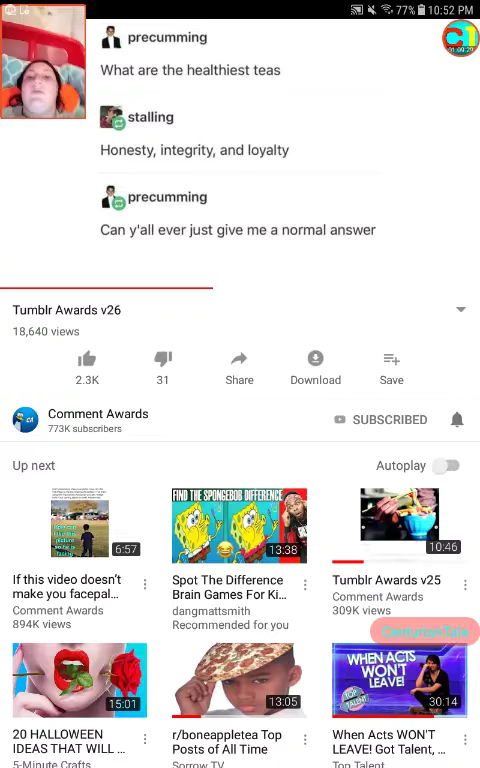 77% 10:52 PM
precumming
What are the healthiest teas
stalling
Honesty, integrity, and loyalty
precumming
Can y'all ever just give me a normal answer
01:09:29
Tumblr Awards v26
18,640 views
2.3K 31 Share Download Save
Comment Awards
773K subscribers
SUBSCRIBED
Up next
Autoplay
6:57
If this video doesn't
make you facepal...
Comment Awards
894K views
FIND THE SPONGEBOB DIFFERENCE
13:38
Spot The Difference
Brain Games For Ki...
dangmattsmith
Recommended for you
10:46
Tumblr Awards v25
Comment Awards
309K views
CenturianTale
15:01
20 HALLOWEEN
IDEAS THAT WILL ...
5-Minute Crafts
13:05
r/boneappletea Top
Posts of All Time
Sorrow TV
WHEN ACTS
WON'T
LEAVE!
TOP
TALENT
30:14
When Acts WON'T
LEAVE! Got Talent, ...
Top Talent